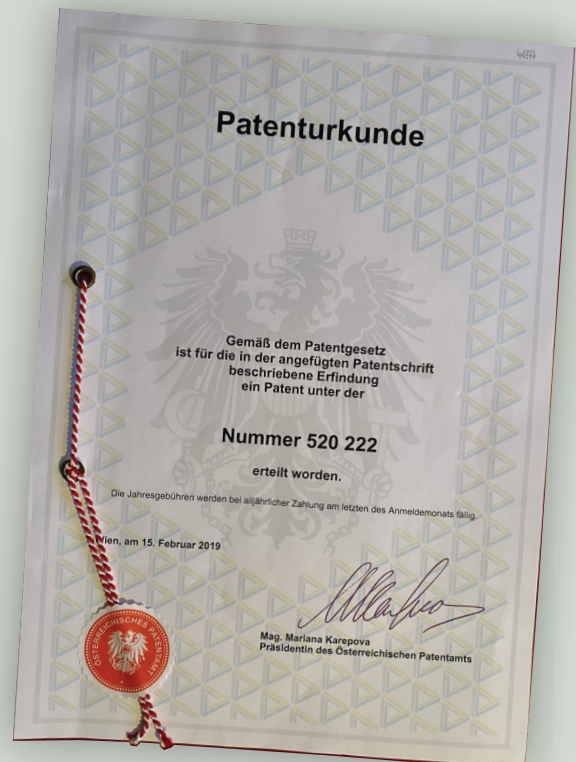 Patenturkunde
Gemäß dem Patentgesetz
ist für die in der angefügten Patentschrift
beschriebene Erfindung
ein Patent unter der
Nummer 520 222
erteilt worden.
Die Jahresgebühren werden bei alljährlicher Zahlung am letzten des Anmeldemonats fällig.
Wien, am 15. Februar 2019
Mag. Mariana Karepova
Präsidentin des Österreichischen Patentamts
ÖSTERREICHISCHES PATENTAMT